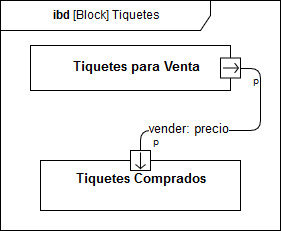 ibd [Block] Tiquetes
Tiquetes para Venta
p
vender: precio
p
Tiquetes Comprados